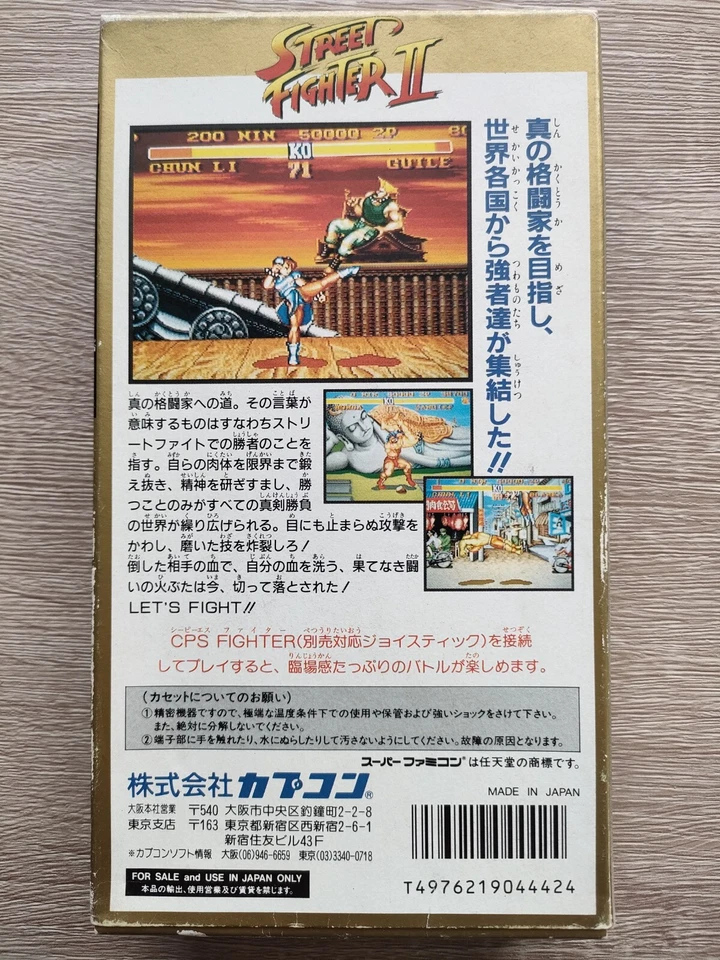 STREET
FIGHTER II
200 NIN 50000 2P
KO
CHUN LI 71 GUILE
真の格闘家を目指し、
世界各国から強者達が集結した!!
真の格闘家への道。その言葉が
意味するものはすなわちストリ
ートファイトでの勝者のことを
指す。自らの肉体を限界まで鍛
え抜き、精神を研ぎすまし、勝
つことのみがすべての真剣勝負
の世界が繰り広げられる。目にも止まらぬ攻撃を
かわし、磨いた技を炸裂しろ!
倒した相手の血で、自分の血を洗う、果てなき闘
いの火ぶたは今、切って落とされた!
LET'S FIGHT!!
CPS FIGHTER(別売対応ジョイスティック)を接続
してプレイすると、臨場感たっぷりのバトルが楽しめます。
(カセットについてのお願い)
①精密機器ですので、極端な温度条件下での使用や保管および強いショックをさけて下さい。
また、絶対に分解しないでください。
②端子部に手を触れたり、水にぬらしたりして汚さないようにしてください。故障の原因となります。
スーパーファミコン®は任天堂の商標です。
株式会社カプコン®
MADE IN JAPAN
大阪本社営業 〒540 大阪市中央区釣鐘町2-2-8
東京支店 〒163 東京都新宿区西新宿2-6-1
新宿住友ビル43F
※カプコンソフト情報 大阪(06)946-6659 東京(03)3340-0718
FOR SALE and USE IN JAPAN ONLY
本品の輸出、使用営業及び賃貸を禁じます。
T4976219044424